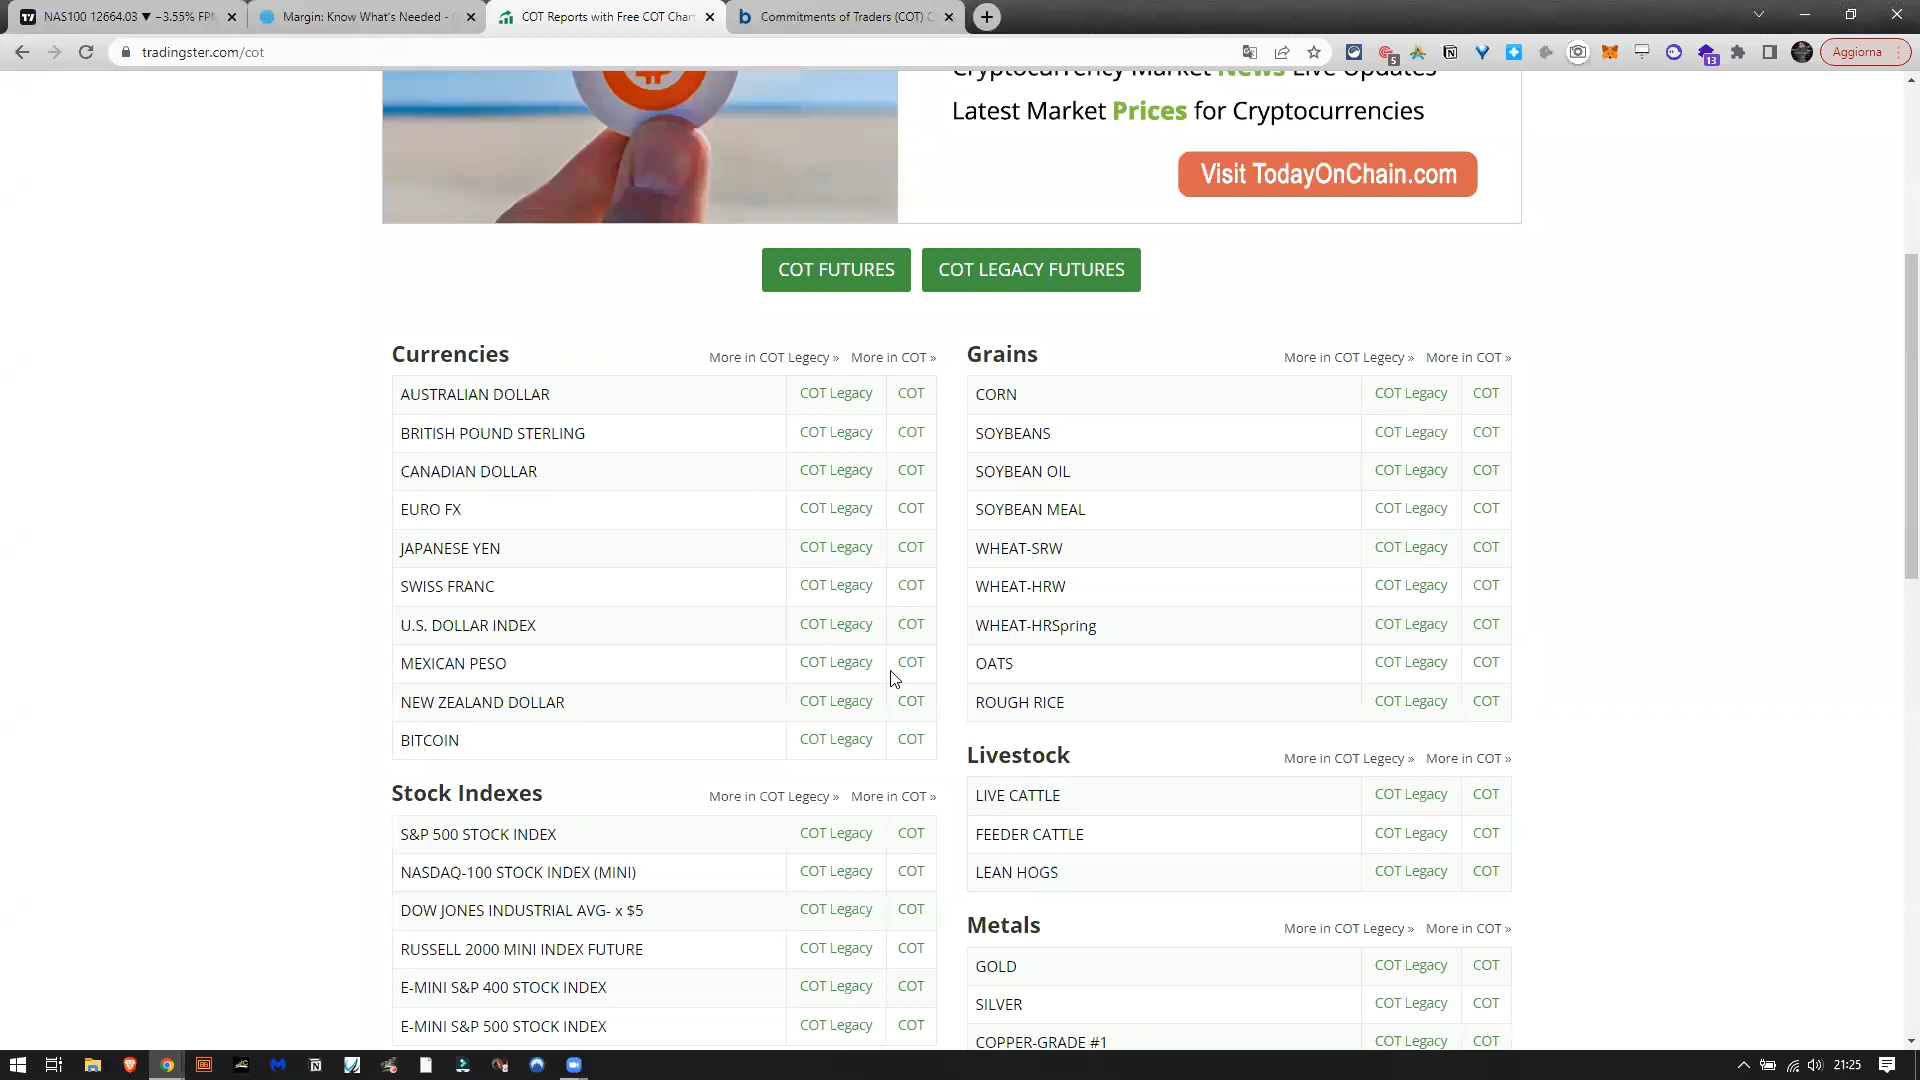 NAS100 12664.03 ▼ −3.55% FPM
Margin: Know What's Needed -
COT Reports with Free COT Char
Commitments of Traders (COT) C
tradingster.com/cot
5
13
Aggiorna
Cryptocurrency Market News Live Updates
Latest Market Prices for Cryptocurrencies
Visit TodayOnChain.com
COT FUTURES
COT LEGACY FUTURES
Currencies More in COT Legacy » More in COT »
AUSTRALIAN DOLLAR COT Legacy COT
BRITISH POUND STERLING COT Legacy COT
CANADIAN DOLLAR COT Legacy COT
EURO FX COT Legacy COT
JAPANESE YEN COT Legacy COT
SWISS FRANC COT Legacy COT
U.S. DOLLAR INDEX COT Legacy COT
MEXICAN PESO COT Legacy COT
NEW ZEALAND DOLLAR COT Legacy COT
BITCOIN COT Legacy COT
Stock Indexes More in COT Legacy » More in COT »
S&P 500 STOCK INDEX COT Legacy COT
NASDAQ-100 STOCK INDEX (MINI) COT Legacy COT
DOW JONES INDUSTRIAL AVG- x $5 COT Legacy COT
RUSSELL 2000 MINI INDEX FUTURE COT Legacy COT
E-MINI S&P 400 STOCK INDEX COT Legacy COT
E-MINI S&P 500 STOCK INDEX COT Legacy COT
Grains More in COT Legacy » More in COT »
CORN COT Legacy COT
SOYBEANS COT Legacy COT
SOYBEAN OIL COT Legacy COT
SOYBEAN MEAL COT Legacy COT
WHEAT-SRW COT Legacy COT
WHEAT-HRW COT Legacy COT
WHEAT-HRSpring COT Legacy COT
OATS COT Legacy COT
ROUGH RICE COT Legacy COT
Livestock More in COT Legacy » More in COT »
LIVE CATTLE COT Legacy COT
FEEDER CATTLE COT Legacy COT
LEAN HOGS COT Legacy COT
Metals More in COT Legacy » More in COT »
GOLD COT Legacy COT
SILVER COT Legacy COT
COPPER-GRADE #1 COT Legacy COT
21:25